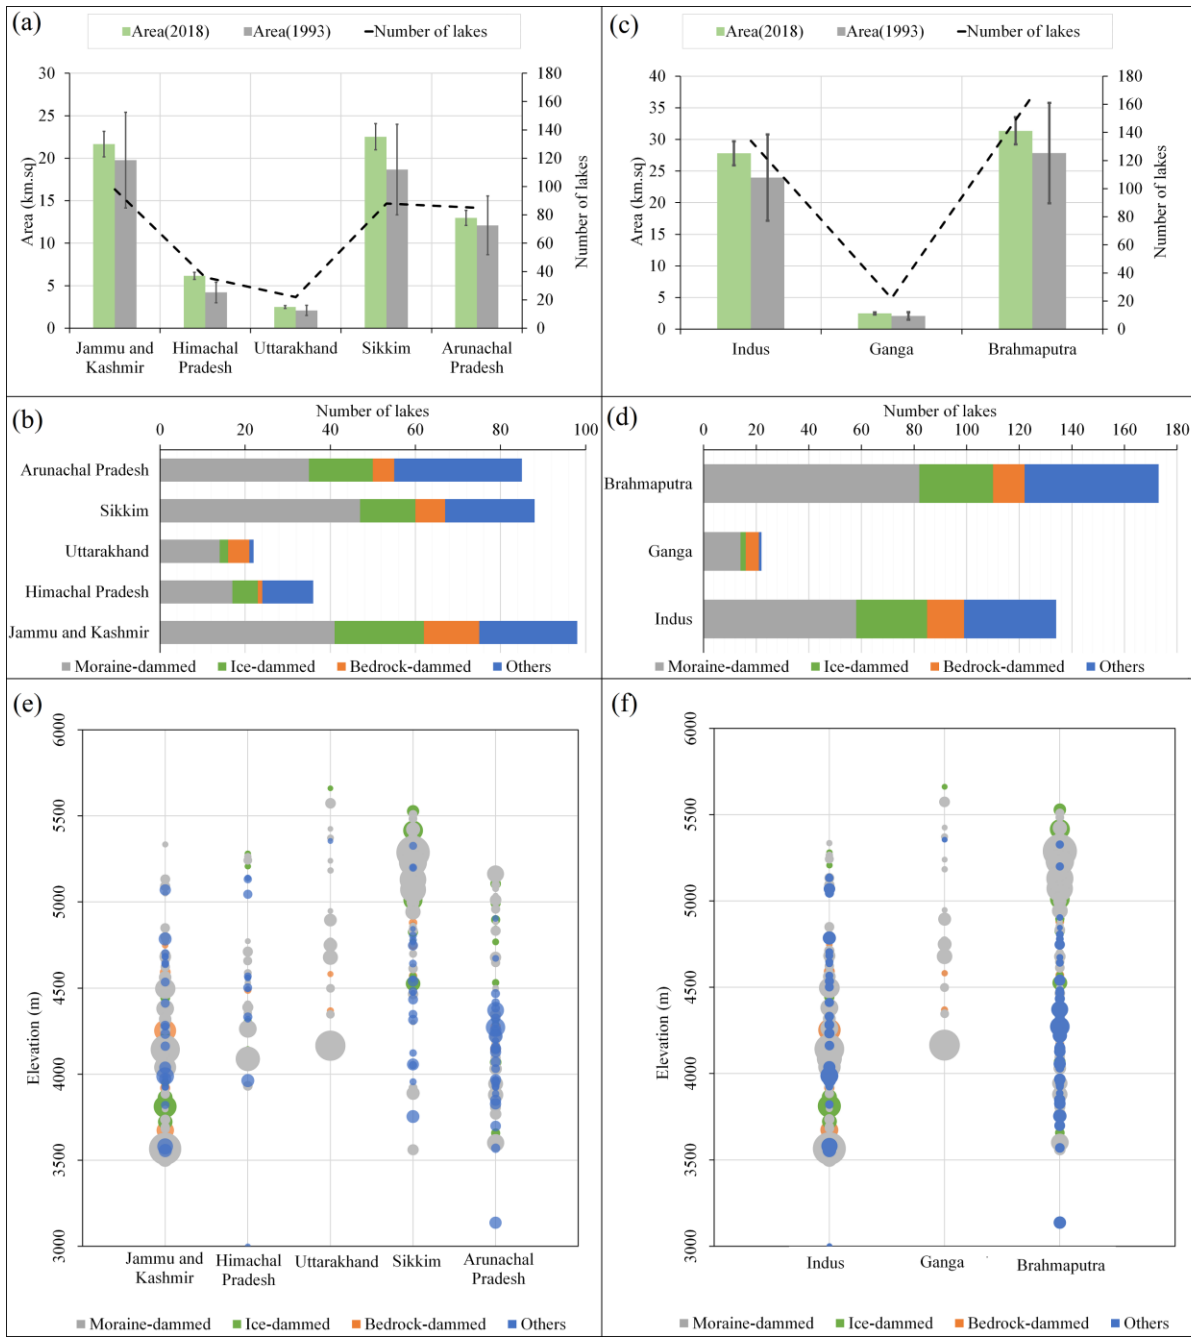 (a)
Area(2018) Area(1993) Number of lakes
30
25
20
15
10
5
0
Area (km.sq)
180
160
140
120
100
80
60
40
20
0
Number of lakes
Jammu and Kashmir
Himachal Pradesh
Uttarakhand
Sikkim
Arunachal Pradesh
(c)
Area(2018) Area(1993) Number of lakes
40
35
30
25
20
15
10
5
0
Area (km.sq)
180
160
140
120
100
80
60
40
20
0
Number of lakes
Indus Ganga Brahmaputra
(b)
Number of lakes
0 20 40 60 80 100
Arunachal Pradesh
Sikkim
Uttarakhand
Himachal Pradesh
Jammu and Kashmir
Moraine-dammed Ice-dammed Bedrock-dammed Others
(d)
Number of lakes
0 20 40 60 80 100 120 140 160 180
Brahmaputra
Ganga
Indus
Moraine-dammed Ice-dammed Bedrock-dammed Others
(e)
6000
5500
5000
4500
4000
3500
3000
Elevation (m)
Jammu and Kashmir
Himachal Pradesh
Uttarakhand
Sikkim
Arunachal Pradesh
Moraine-dammed Ice-dammed Bedrock-dammed Others
(f)
6000
5500
5000
4500
4000
3500
3000
Elevation (m)
Indus Ganga Brahmaputra
Moraine-dammed Ice-dammed Bedrock-dammed Others